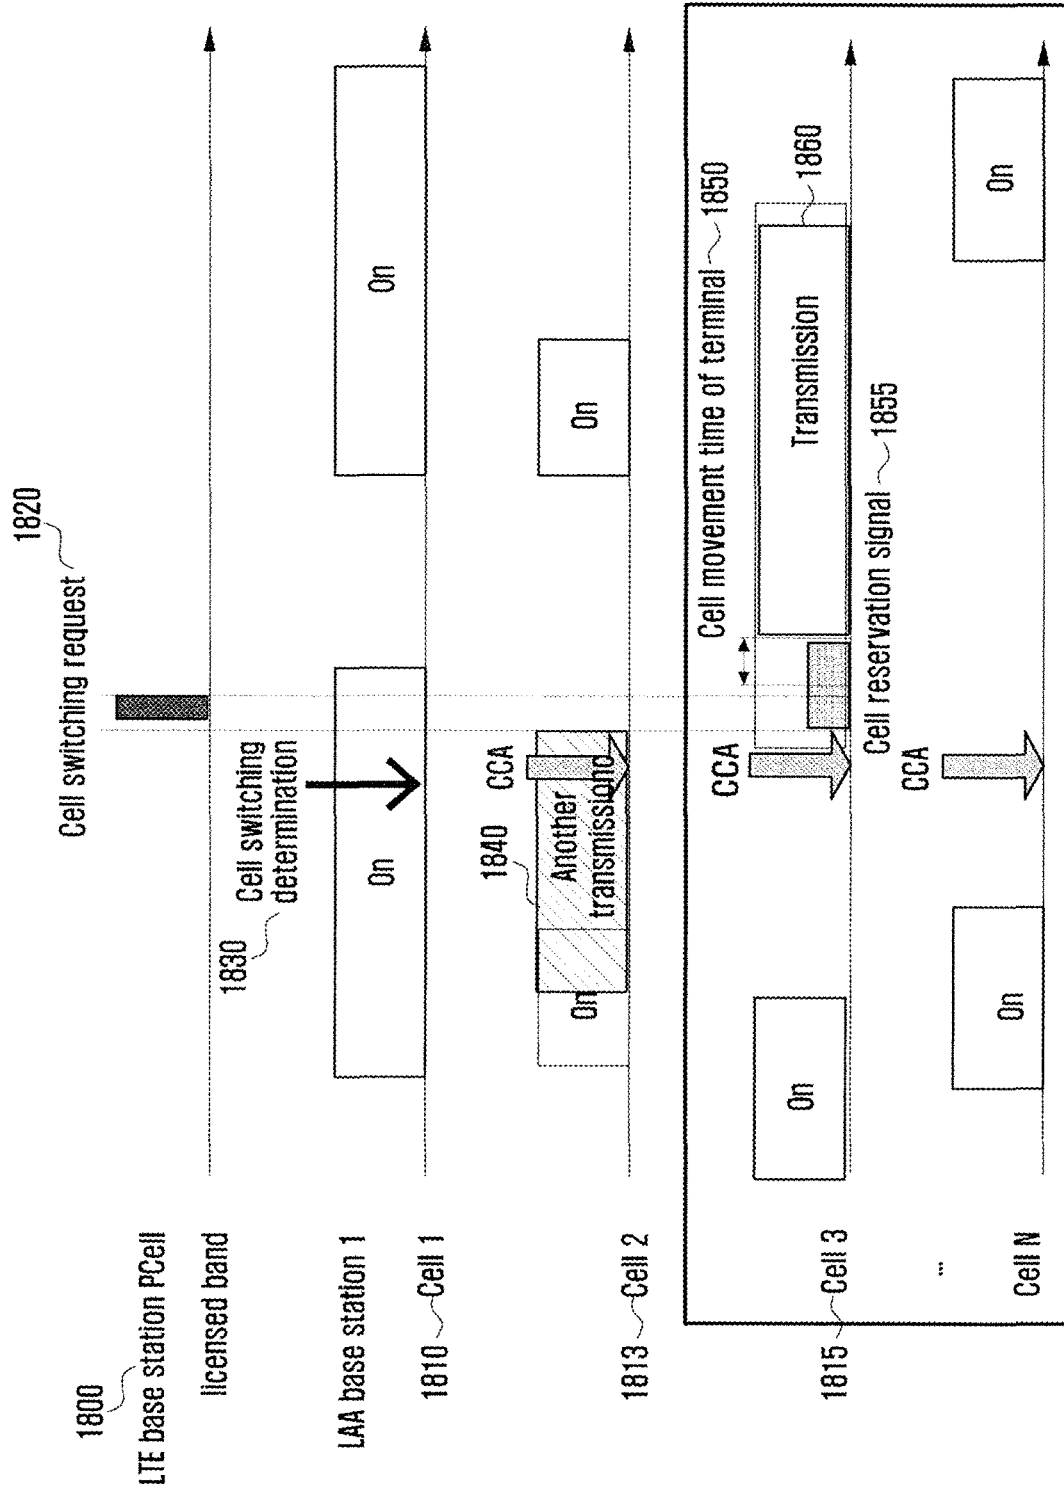 1800
LTE base station PCell
licensed band
Cell switching request
1820
LAA base station 1
1810
Cell 1
1830
Cell switching
determination
On
On
1813
Cell 2
1840
On
Another
transmissionc
CCA
On
1815
Cell 3
On
CCA
Cell movement time of terminal
1850
Transmission
1860
Cell reservation signal
1855
...
Cell N
On
CCA
On